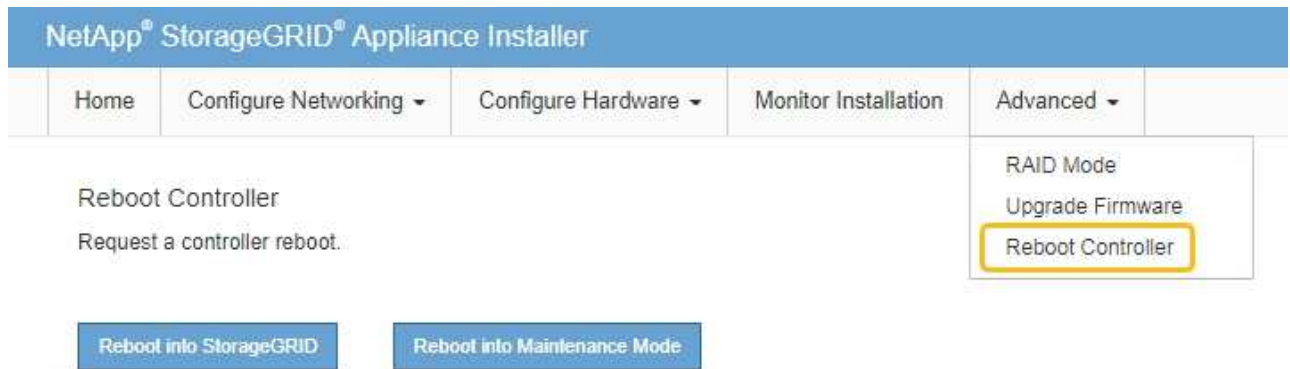 NetApp® StorageGRID® Appliance Installer
Home Configure Networking Configure Hardware Monitor Installation Advanced
RAID Mode
Upgrade Firmware
Reboot Controller
Reboot Controller
Request a controller reboot.
Reboot into StorageGRID Reboot into Maintenance Mode